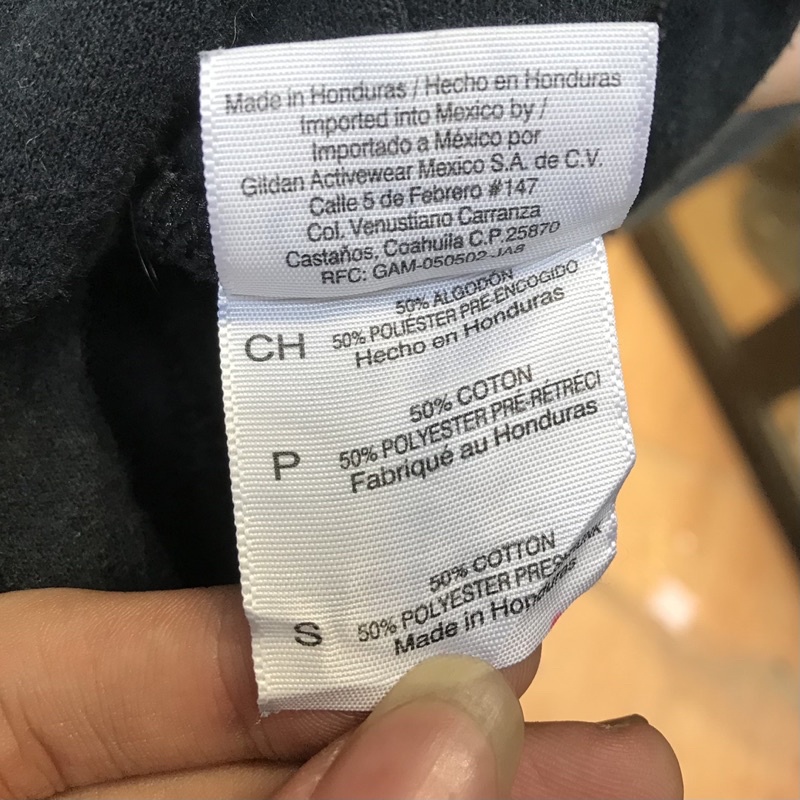 Made in Honduras / Hecho en Honduras
Imported into Mexico by /
Importado a México por
Gildan Activewear Mexico S.A. de C.V.
Calle 5 de Febrero #147
Col. Venustiano Carranza
Castaños, Coahuila C.P.25870
RFC: GAM-050502 JA8
50% ALGODÓN
CH 50% POLIÉSTER PRE-ENCOGIDO
Hecho en Honduras
50% COTON
P 50% POLYESTER PRÉ-RÉTRÉCI
Fabriqué au Honduras
50% COTTON
S 50% POLYESTER
Made in Honduras